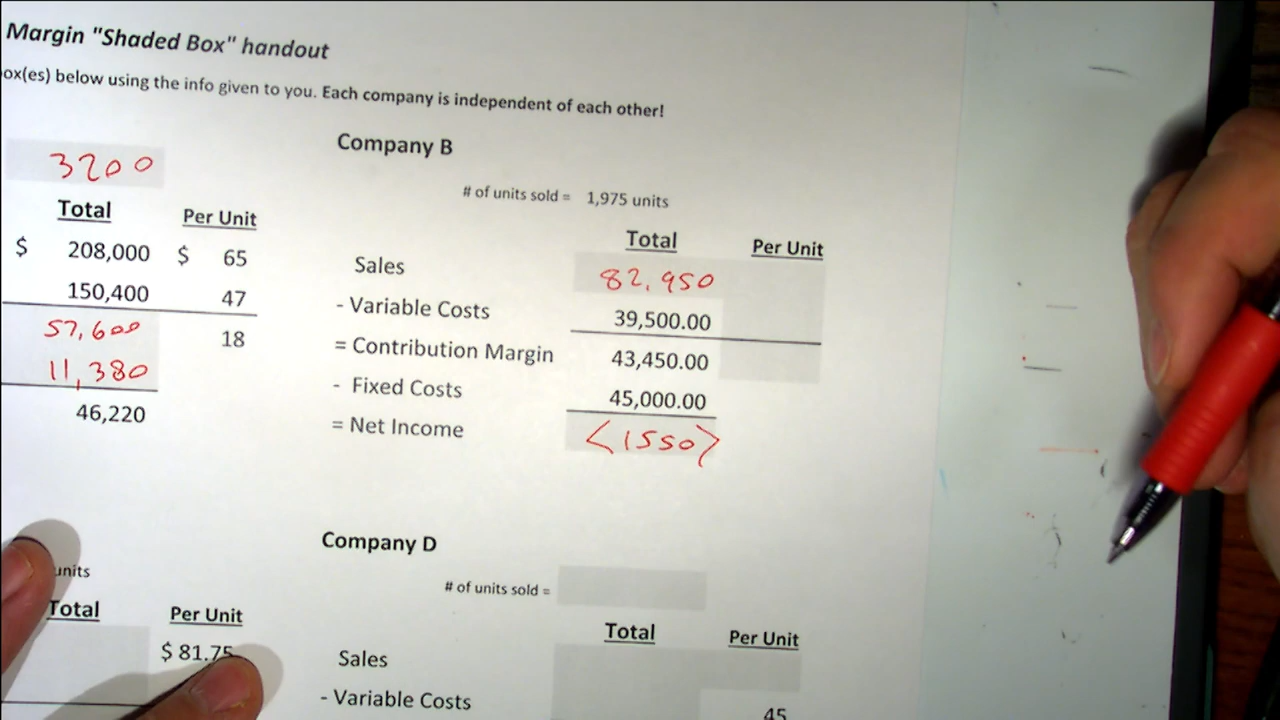 Margin "Shaded Box" handout
ox(es) below using the info given to you. Each company is independent of each other!
3200
Total Per Unit
$ 208,000 $ 65
150,400 47
57,600 18
11,380
46,220
Company B
# of units sold = 1,975 units
Total Per Unit
Sales 82,950
- Variable Costs 39,500.00
= Contribution Margin 43,450.00
- Fixed Costs 45,000.00
= Net Income <1550>
units
Total Per Unit
$ 81.75
Company D
# of units sold =
Total Per Unit
Sales
- Variable Costs 45